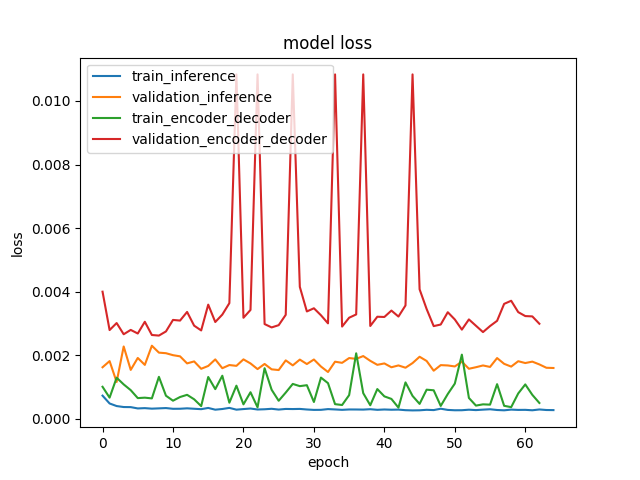 model loss
train_inference
validation_inference
train_encoder_decoder
validation_encoder_decoder
0.010
0.008
0.006
0.004
0.002
0.000
loss
0 10 20 30 40 50 60
epoch